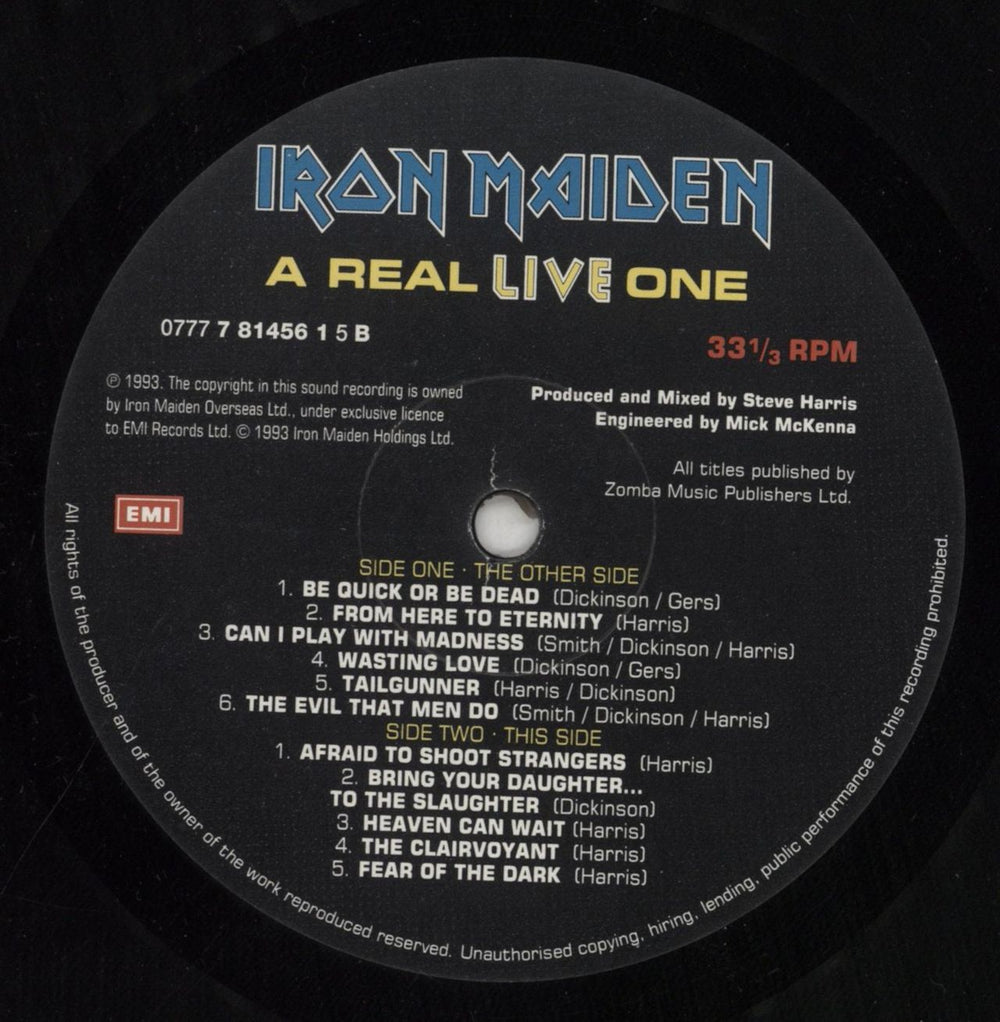 IRON MAIDEN
A REAL LIVE ONE
0777 7 81456 1 5 B
33 1/3 RPM
℗ 1993. The copyright in this sound recording is owned
by Iron Maiden Overseas Ltd., under exclusive licence
to EMI Records Ltd. © 1993 Iron Maiden Holdings Ltd.
Produced and Mixed by Steve Harris
Engineered by Mick McKenna
All titles published by
Zomba Music Publishers Ltd.
EMI
SIDE ONE · THE OTHER SIDE
1. BE QUICK OR BE DEAD (Dickinson / Gers)
2. FROM HERE TO ETERNITY (Harris)
3. CAN I PLAY WITH MADNESS (Smith / Dickinson / Harris)
4. WASTING LOVE (Dickinson / Gers)
5. TAILGUNNER (Harris / Dickinson)
6. THE EVIL THAT MEN DO (Smith / Dickinson / Harris)
SIDE TWO · THIS SIDE
1. AFRAID TO SHOOT STRANGERS (Harris)
2. BRING YOUR DAUGHTER...
TO THE SLAUGHTER (Dickinson)
3. HEAVEN CAN WAIT (Harris)
4. THE CLAIRVOYANT (Harris)
5. FEAR OF THE DARK (Harris)
All rights of the producer and of the owner of the work reproduced reserved. Unauthorised copying, hiring, lending, public performance of this recording prohibited.